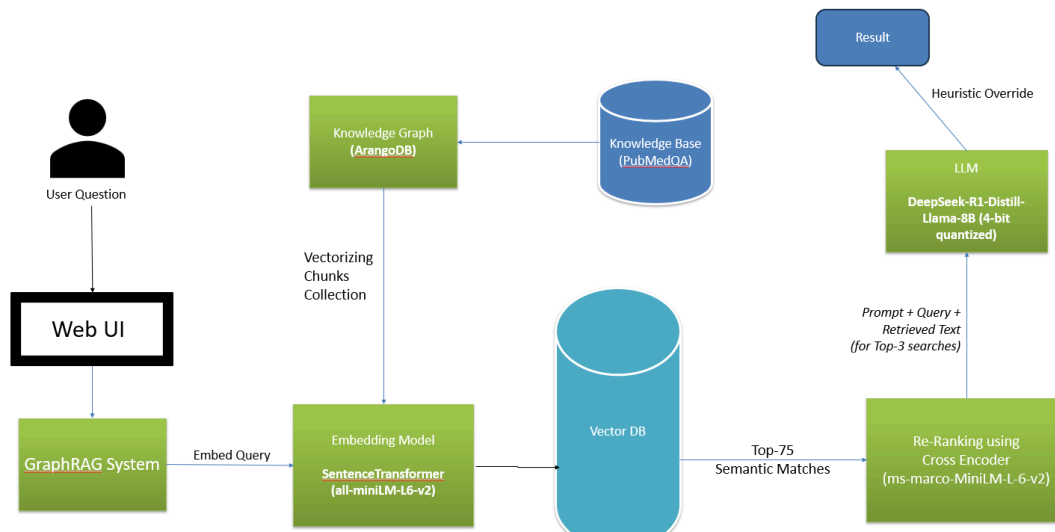 User Question
Web UI
GraphRAG System
Embed Query
Knowledge Graph
(ArangoDB)
Knowledge Base
(PubMedQA)
Vectorizing
Chunks
Collection
Embedding Model
SentenceTransformer
(all-miniLM-L6-v2)
Vector DB
Top-75
Semantic Matches
Re-Ranking using
Cross Encoder
(ms-marco-MiniLM-L-6-v2)
Prompt + Query +
Retrieved Text
(for Top-3 searches)
LLM
DeepSeek-R1-Distill-
Llama-8B (4-bit
quantized)
Heuristic Override
Result